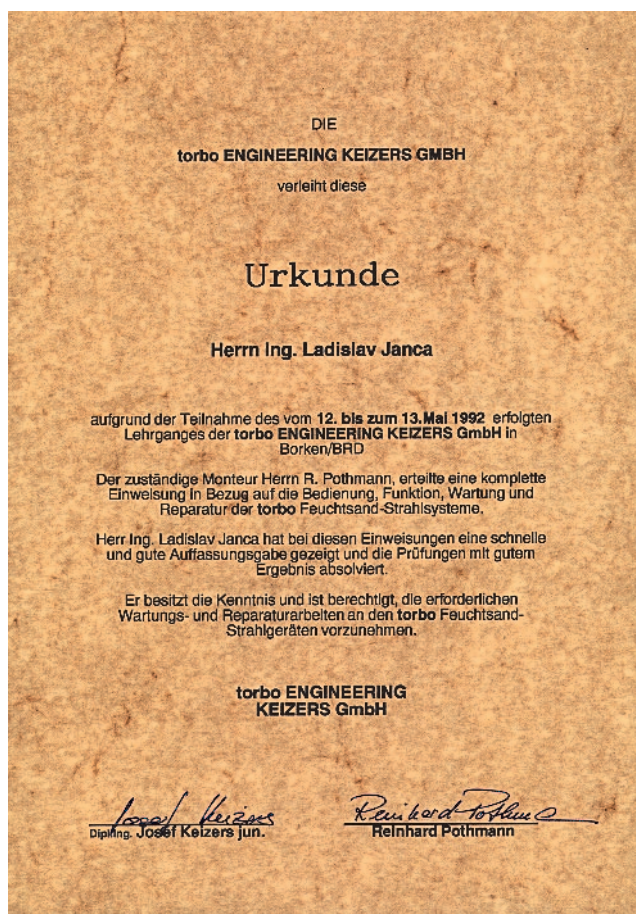 DIE
torbo ENGINEERING KEIZERS GMBH
verleiht diese
Urkunde
Herrn Ing. Ladislav Janca
aufgrund der Teilnahme des vom 12. bis zum 13.Mai 1992 erfolgten
Lehrganges der torbo ENGINEERING KEIZERS GmbH in
Borken/BRD
Der zuständige Monteur Herrn R. Pothmann, erteilte eine komplette
Einweisung in Bezug auf die Bedienung, Funktion, Wartung und
Reparatur der torbo Feuchtsand-Strahlsysteme.
Herr Ing. Ladislav Janca hat bei diesen Einweisungen eine schnelle
und gute Auffassungsgabe gezeigt und die Prüfungen mit gutem
Ergebnis absolviert.
Er besitzt die Kenntnis und ist berechtigt, die erforderlichen
Wartungs- und Reparaturarbeiten an den torbo Feuchtsand-
Strahlgeräten vorzunehmen.
torbo ENGINEERING
KEIZERS GmbH
Josef Keizers Reinhard Pothmann
Dipl.Ing. Josef Keizers jun. Reinhard Pothmann